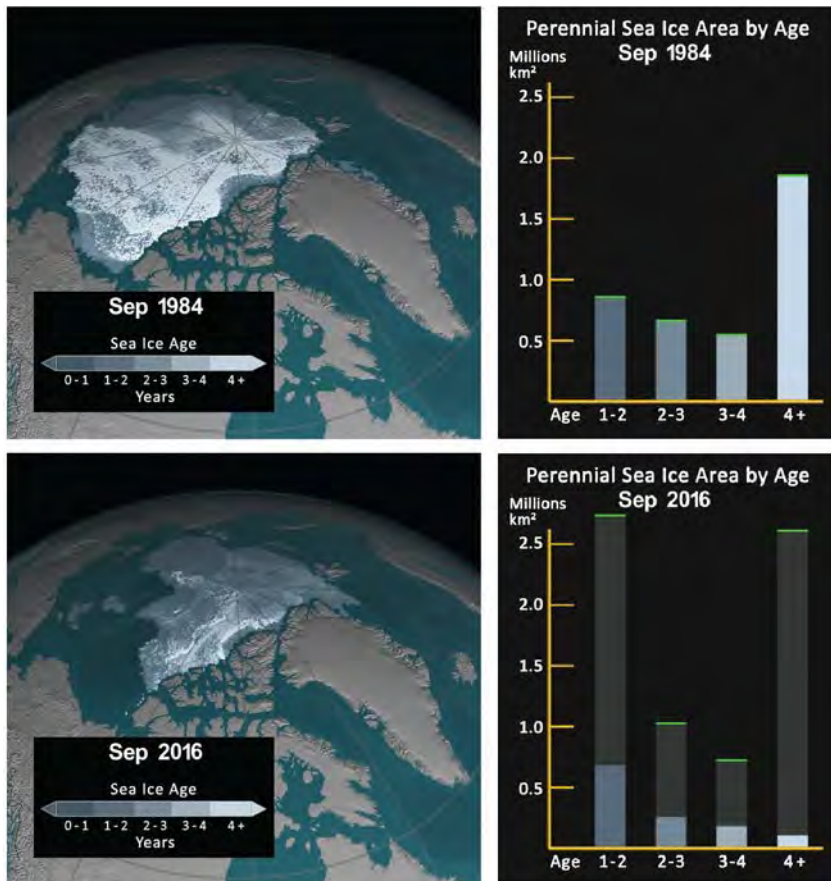 Sep 1984
Sea Ice Age
0-1 1-2 2-3 3-4 4+
Years
Perennial Sea Ice Area by Age
Sep 1984
Millions
km²
2.5
2.0
1.5
1.0
0.5
Age 1-2 2-3 3-4 4+
Sep 2016
Sea Ice Age
0-1 1-2 2-3 3-4 4+
Years
Perennial Sea Ice Area by Age
Sep 2016
Millions
km²
2.5
2.0
1.5
1.0
0.5
Age 1-2 2-3 3-4 4+